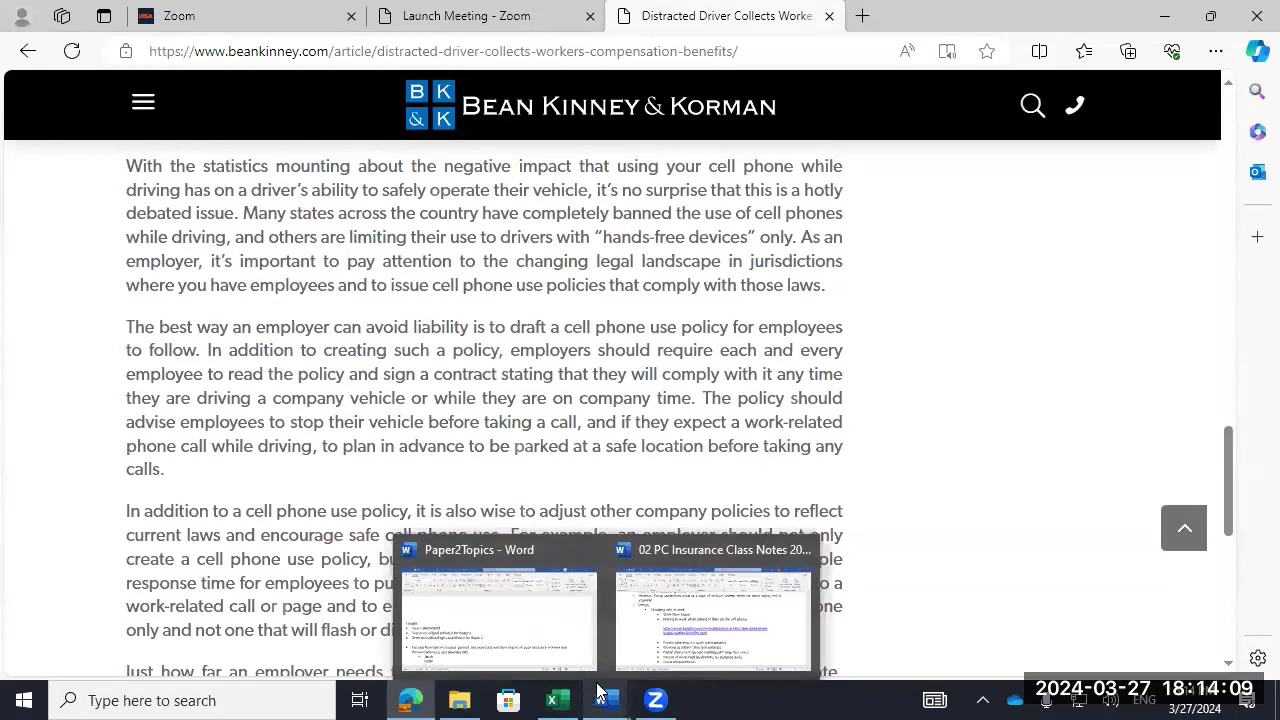 Zoom
Launch Meeting - Zoom
Distracted Driver Collects Worke
https://www.beankinney.com/article/distracted-driver-collects-workers-compensation-benefits/
B K & K BEAN KINNEY & KORMAN
With the statistics mounting about the negative impact that using your cell phone while
driving has on a driver's ability to safely operate their vehicle, it's no surprise that this is a hotly
debated issue. Many states across the country have completely banned the use of cell phones
while driving, and others are limiting their use to drivers with “hands-free devices” only. As an
employer, it's important to pay attention to the changing legal landscape in jurisdictions
where you have employees and to issue cell phone use policies that comply with those laws.
The best way an employer can avoid liability is to draft a cell phone use policy for employees
to follow. In addition to creating such a policy, employers should require each and every
employee to read the policy and sign a contract stating that they will comply with it any time
they are driving a company vehicle or while they are on company time. The policy should
advise employees to stop their vehicle before taking a call, and if they expect a work-related
phone call while driving, to plan in advance to be parked at a safe location before taking any
calls.
In addition to a cell phone use policy, it is also wise to adjust other company policies to reflect
current laws and encourage safe cell phone use. For example, an employer should not only
create a cell phone use policy, bu
response time for employees to pu o a
work-related call or page and to e one
only and not one that will flash or di
Just how far an employer needs t
Paper2Topics - Word
02 PC Insurance Class Notes 20...
Type here to search
ENG
2024-03-27 18:14:09
3/27/2024